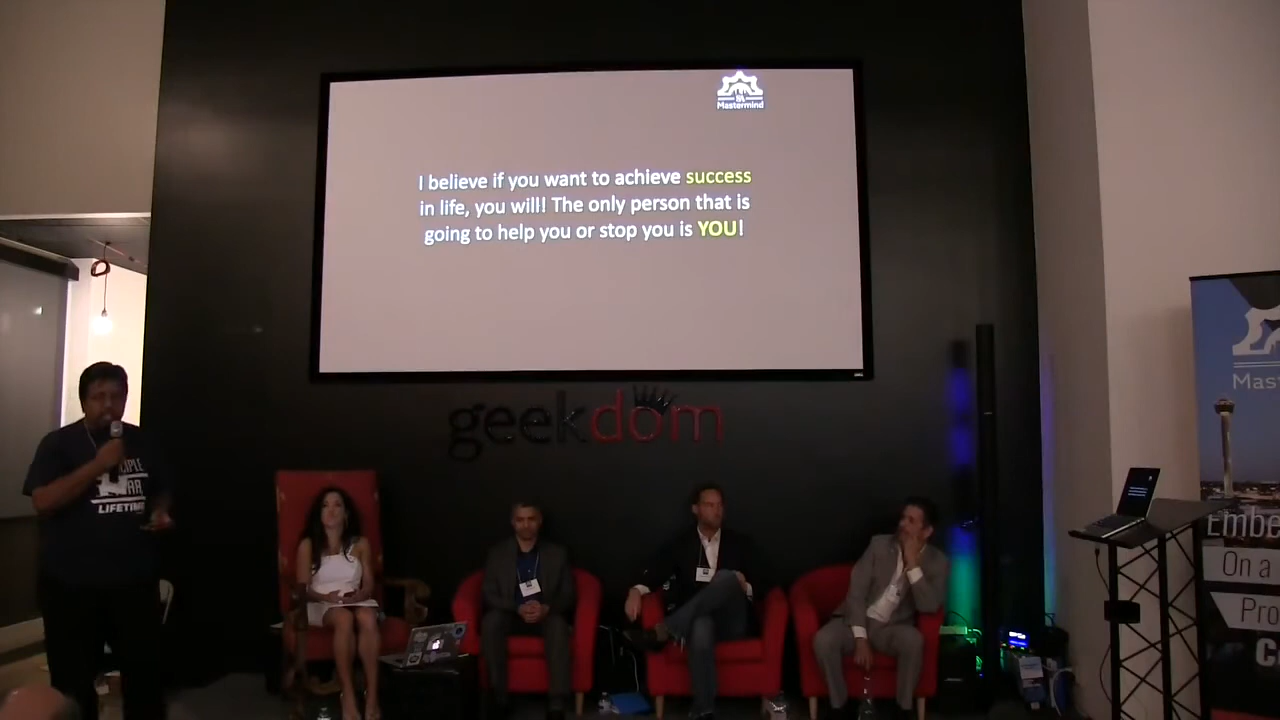 Mastermind
I believe if you want to achieve success
in life, you will! The only person that is
going to help you or stop you is YOU!
geekdom
LIFETIME
Mas
Embe
On a
Pro
C